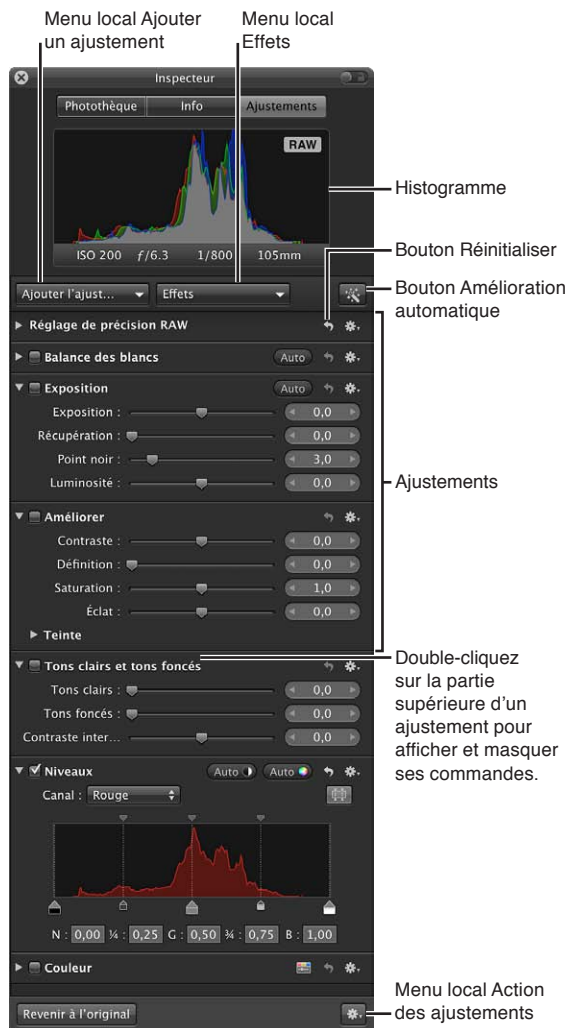 Menu local Ajouter
un ajustement
Menu local
Effets
Inspecteur
Photothèque
Info
Ajustements
RAW
Histogramme
ISO 200
ƒ/6.3
1/800
105mm
Bouton Réinitialiser
Ajouter l'ajust...
Effets
Bouton Amélioration
automatique
Réglage de précision RAW
Balance des blancs
Auto
Exposition
Auto
Exposition :
0,0
Récupération :
0,0
Point noir :
3,0
Luminosité :
0,0
Ajustements
Améliorer
Contraste :
0,0
Définition :
0,0
Saturation :
1,0
Éclat :
0,0
Teinte
Tons clairs et tons foncés
Tons clairs :
0,0
Tons foncés :
0,0
Contraste inter...
0,0
Double-cliquez
sur la partie
supérieure d'un
ajustement pour
afficher et masquer
ses commandes.
Niveaux
Auto
Auto
Canal :
Rouge
N : 0,00 ¼ : 0,25 G : 0,50 ¾ : 0,75 B : 1,00
Couleur
Revenir à l'original
Menu local Action
des ajustements